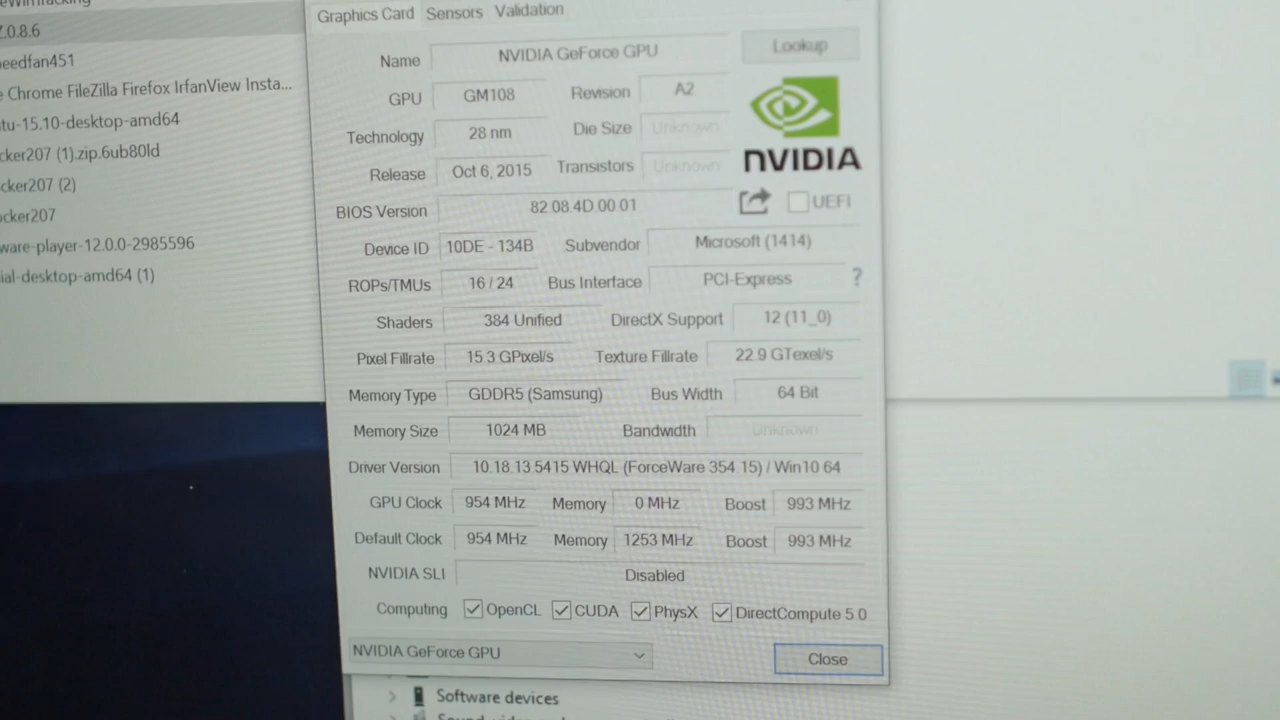 .0.8.6
eedfan451
e Chrome FileZilla Firefox IrfanView Insta...
tu-15.10-desktop-amd64
cker207 (1).zip.6ub80ld
cker207 (2)
cker207
ware-player-12.0.0-2985596
ial-desktop-amd64 (1)
Graphics Card Sensors Validation
Name NVIDIA GeForce GPU Lookup
GPU GM108 Revision A2
Technology 28 nm Die Size Unknown
NVIDIA
Release Oct 6, 2015 Transistors Unknown
BIOS Version 82.08.4D.00.01 UEFI
Device ID 10DE - 134B Subvendor Microsoft (1414)
ROPs/TMUs 16 / 24 Bus Interface PCI-Express ?
Shaders 384 Unified DirectX Support 12 (11_0)
Pixel Fillrate 15.3 GPixel/s Texture Fillrate 22.9 GTexel/s
Memory Type GDDR5 (Samsung) Bus Width 64 Bit
Memory Size 1024 MB Bandwidth Unknown
Driver Version 10.18.13.5415 WHQL (ForceWare 354.15) / Win10 64
GPU Clock 954 MHz Memory 0 MHz Boost 993 MHz
Default Clock 954 MHz Memory 1253 MHz Boost 993 MHz
NVIDIA SLI Disabled
Computing OpenCL CUDA PhysX DirectCompute 5.0
NVIDIA GeForce GPU Close
Software devices